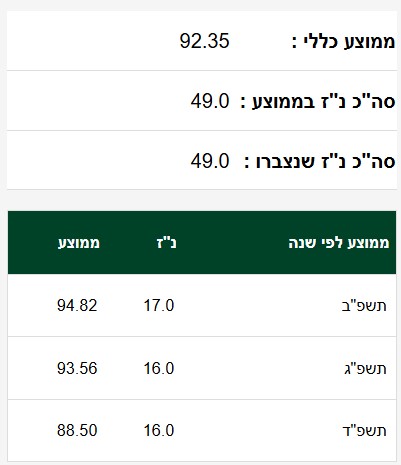 ממוצע כללי : 92.35
סה"כ נ"ז בממוצע : 49.0
סה"כ נ"ז שנצברו : 49.0
ממוצע לפי שנה נ"ז ממוצע
תשפ"ב 17.0 94.82
תשפ"ג 16.0 93.56
תשפ"ד 16.0 88.50